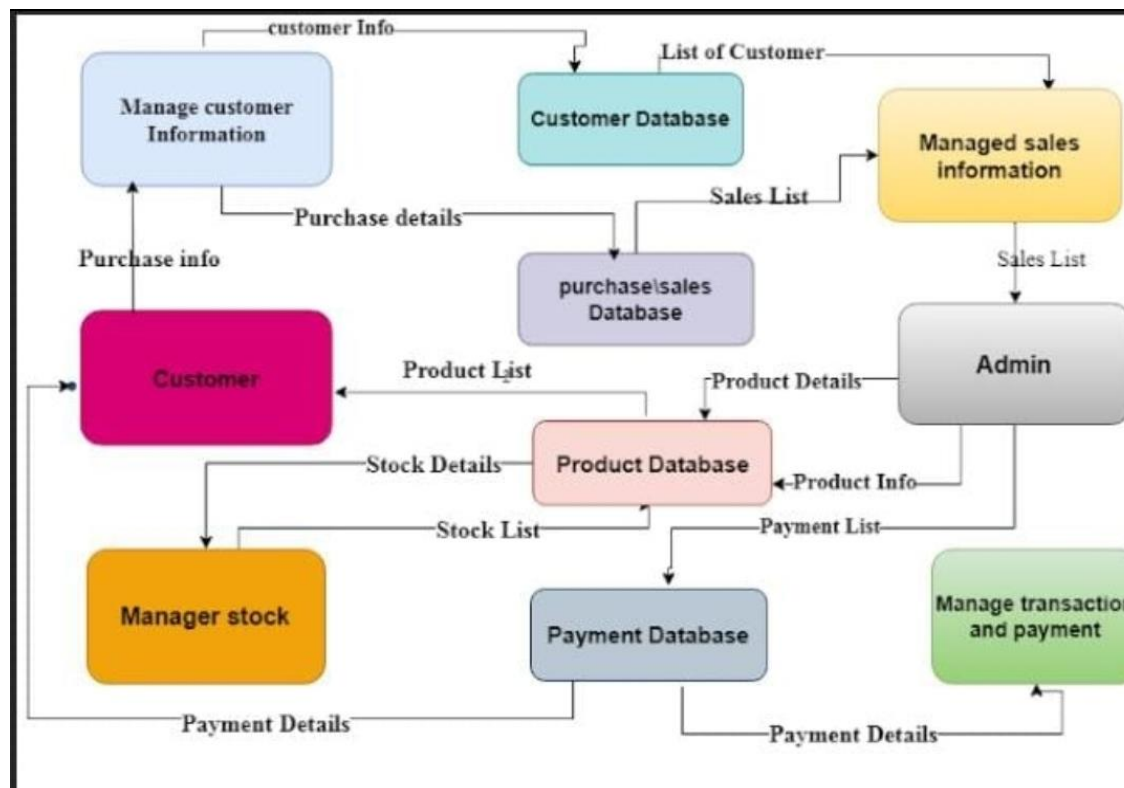 customer Info
List of Customer
Manage customer
Information
Customer Database
Managed sales
information
Sales List
Purchase details
Purchase info
Sales List
purchase\sales
Database
Customer
Product List
Product Details
Admin
Stock Details
Product Database
Product Info
Stock List
Payment List
Manager stock
Payment Database
Manage transaction
and payment
Payment Details
Payment Details